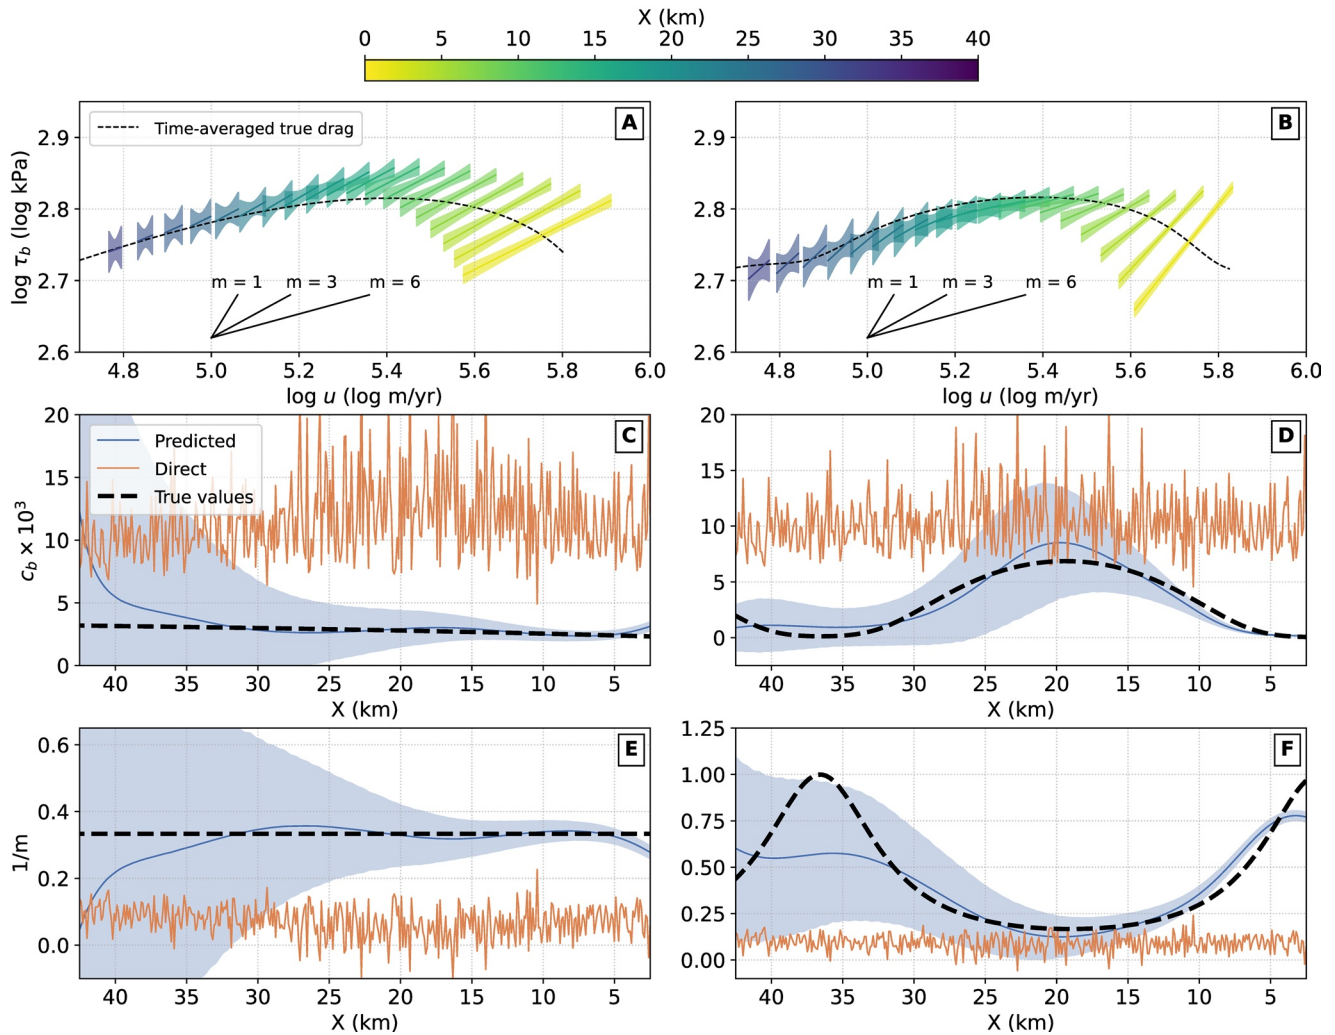 X (km)
0 5 10 15 20 25 30 35 40
Time-averaged true drag
A
log τb (log kPa)
2.9
2.8
2.7
2.6
m = 1 m = 3 m = 6
4.8 5.0 5.2 5.4 5.6 5.8 6.0
log u (log m/yr)
B
2.9
2.8
2.7
2.6
m = 1 m = 3 m = 6
4.8 5.0 5.2 5.4 5.6 5.8 6.0
log u (log m/yr)
C
Predicted
Direct
True values
cb × 10³
20
15
10
5
0
40 35 30 25 20 15 10 5
X (km)
D
20
15
10
5
0
40 35 30 25 20 15 10 5
X (km)
E
1/m
0.6
0.4
0.2
0.0
40 35 30 25 20 15 10 5
X (km)
F
1.25
1.00
0.75
0.50
0.25
0.00
40 35 30 25 20 15 10 5
X (km)